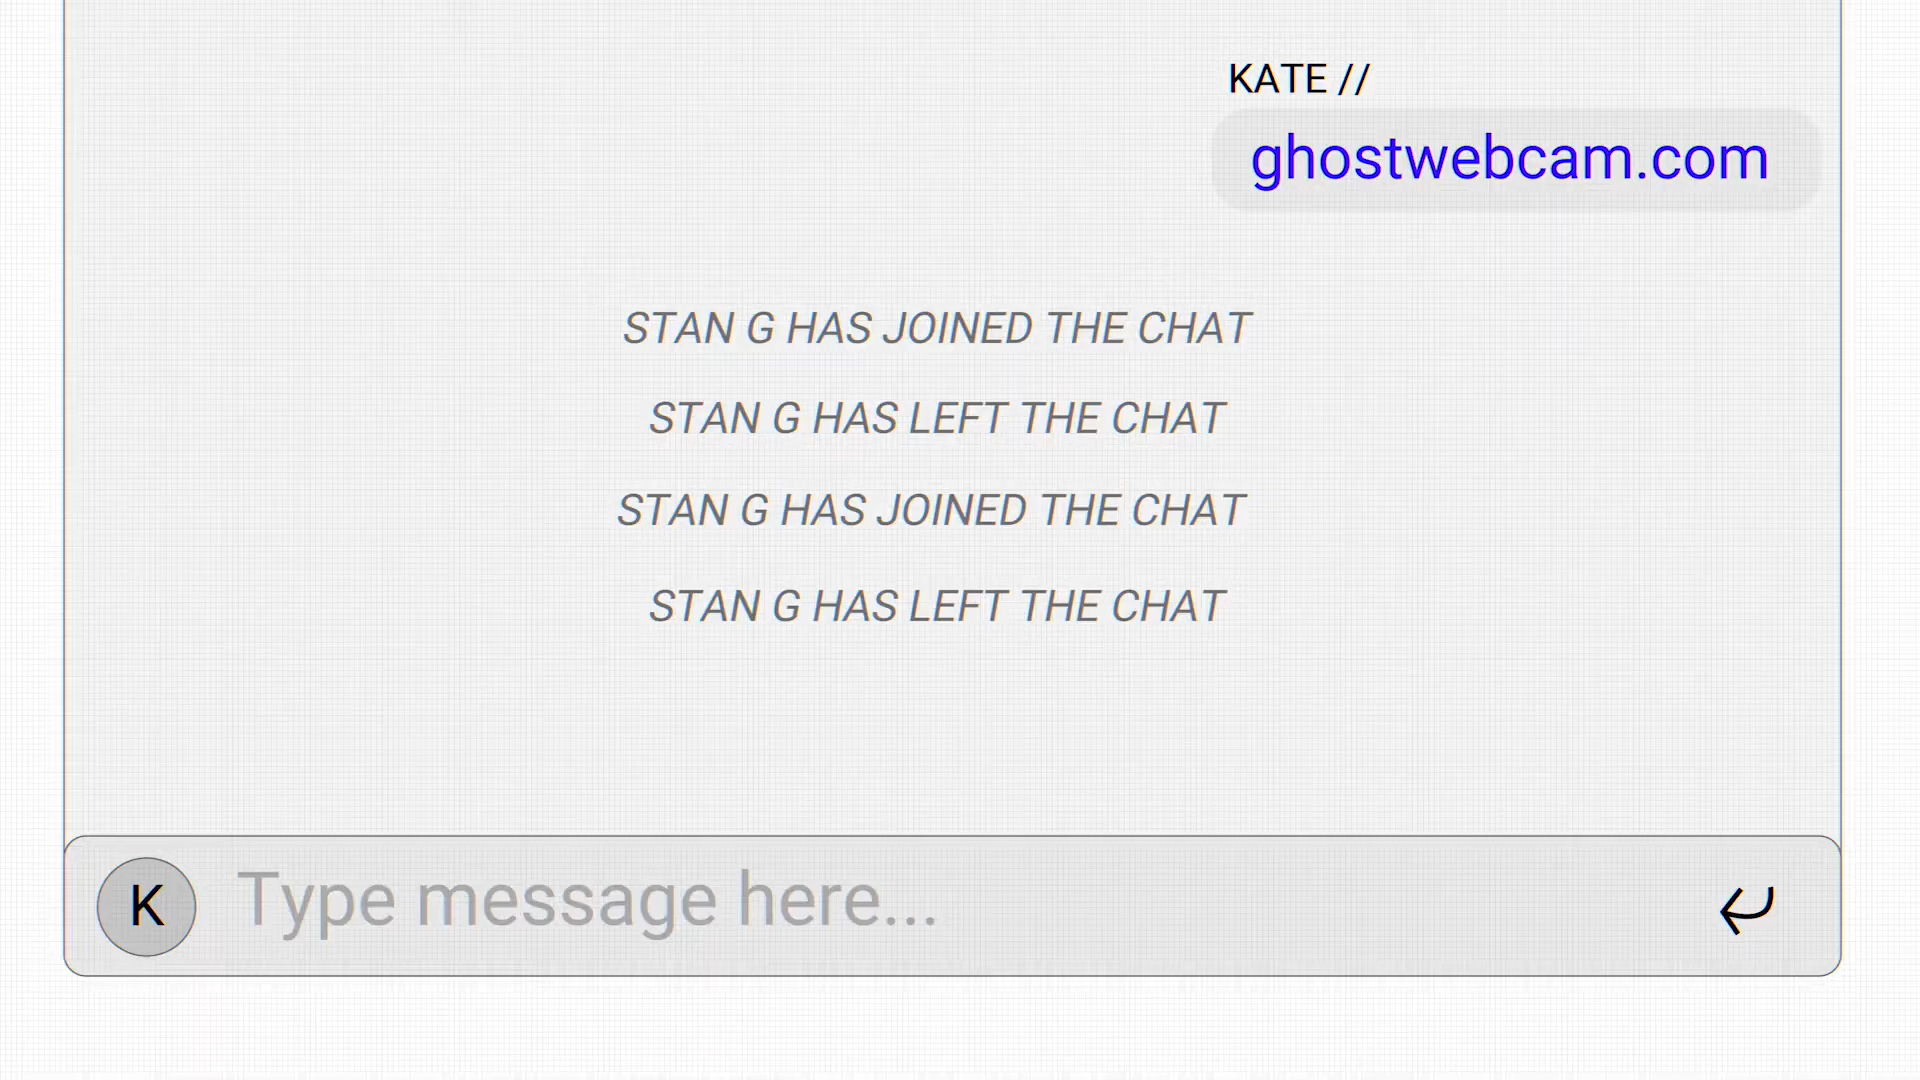 KATE //
ghostwebcam.com
STAN G HAS JOINED THE CHAT
STAN G HAS LEFT THE CHAT
STAN G HAS JOINED THE CHAT
STAN G HAS LEFT THE CHAT
K
Type message here...